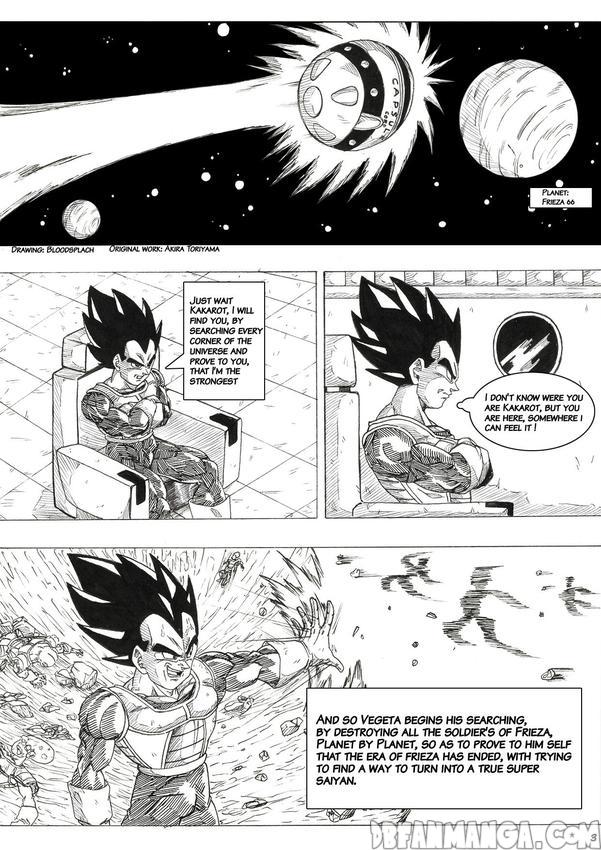 CAPSUL
CORP.
PLANET:
FRIEZA 66
DRAWING: BLOODSPLACH ORIGINAL WORK: AKIRA TORIYAMA
JUST WAIT
KAKAROT, I WILL
FIND YOU, BY
SEARCHING EVERY
CORNER OF THE
UNIVERSE AND
PROVE TO YOU,
THAT I'M THE
STRONGEST
I DON'T KNOW WERE YOU
ARE KAKAROT, BUT YOU
ARE HERE, SOMEWHERE I
CAN FEEL IT !
AND SO VEGETA BEGINS HIS SEARCHING,
BY DESTROYING ALL THE SOLDIER'S OF FRIEZA,
PLANET BY PLANET, SO AS TO PROVE TO HIM SELF
THAT THE ERA OF FRIEZA HAS ENDED, WITH TRYING
TO FIND A WAY TO TURN INTO A TRUE SUPER
SAIYAN.
DBFANMANGA.COM
3